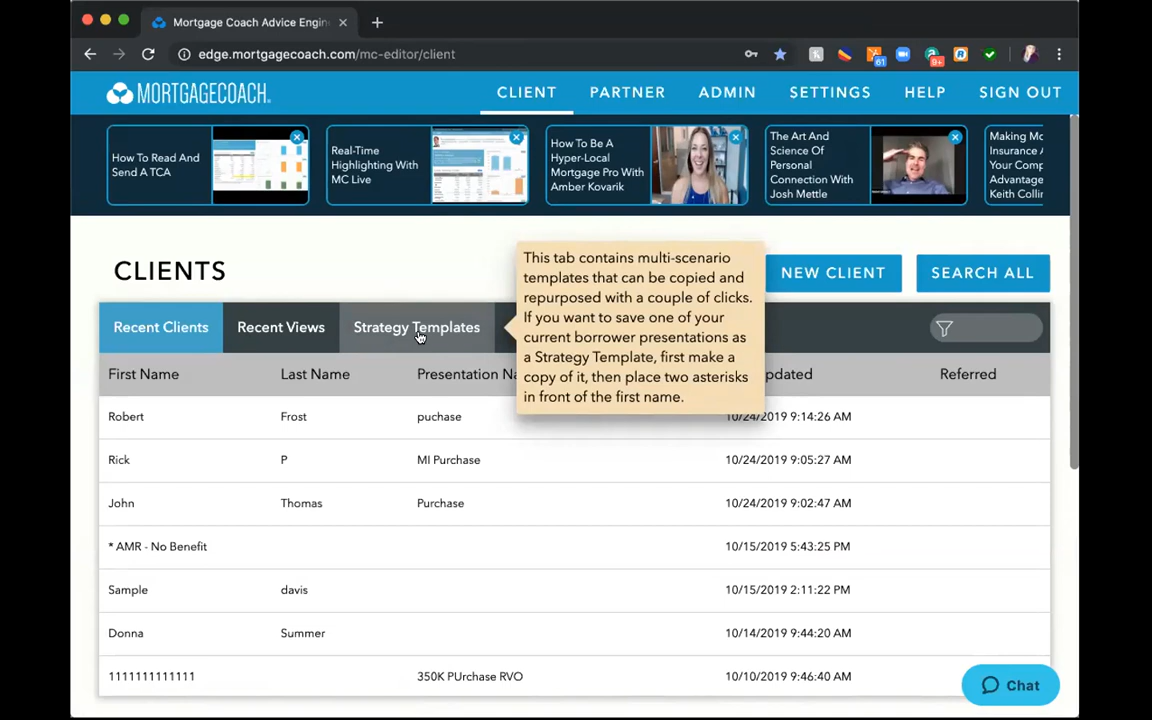 Mortgage Coach Advice Engin
edge.mortgagecoach.com/mc-editor/client
61
9+
MORTGAGECOACH
CLIENT
PARTNER
ADMIN
SETTINGS
HELP
SIGN OUT
How To Read And
Send A TCA
Real-Time
Highlighting With
MC Live
How To Be A
Hyper-Local
Mortgage Pro With
Amber Kovarik
The Art And
Science Of
Personal
Connection With
Josh Mettle
Making Mo
Insurance A
Your Comp
Advantage
Keith Collin
CLIENTS
NEW CLIENT
SEARCH ALL
This tab contains multi-scenario
templates that can be copied and
repurposed with a couple of clicks.
If you want to save one of your
current borrower presentations as
a Strategy Template, first make a
copy of it, then place two asterisks
in front of the first name.
Recent Clients
Recent Views
Strategy Templates
First Name
Last Name
Presentation Na
pdated
Referred
Robert Frost puchase 10/24/2019 9:14:26 AM
Rick P MI Purchase 10/24/2019 9:05:27 AM
John Thomas Purchase 10/24/2019 9:02:47 AM
* AMR - No Benefit 10/15/2019 5:43:25 PM
Sample davis 10/15/2019 2:11:22 PM
Donna Summer 10/14/2019 9:44:20 AM
1111111111111 350K PUrchase RVO 10/10/2019 9:46:40 AM
Chat